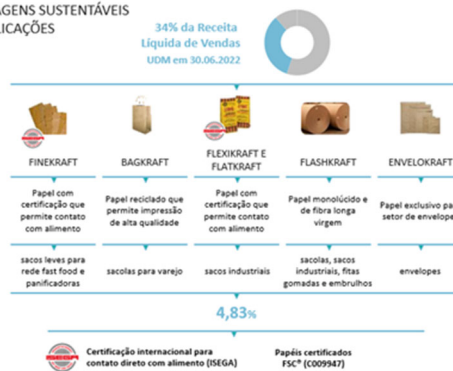 AGENS SUSTENTÁVEIS
LICAÇÕES
34% da Receita
Líquida de Vendas
UDM em 30.06.2022
FINEKRAFT
BAGKRAFT
FLEXIKRAFT E
FLATKRAFT
FLASHKRAFT
ENVELOKRAFT
Papel com
certificação que
permite contato
com alimento
Papel reciclado que
permite impressão
de alta qualidade
Papel com
certificação que
permite contato
com alimento
Papel monolúcido e
de fibra longa
virgem
Papel exclusivo pa
setor de envelope
sacos leves para
rede fast food e
panificadoras
sacolas para varejo
sacos industriais
sacolas, sacos
industriais, fitas
gomadas e embrulhos
envelopes
4,83%
ISEGA
Certificação internacional para
contato direto com alimento (ISEGA)
Papéis certificados
FSC® (C009947)